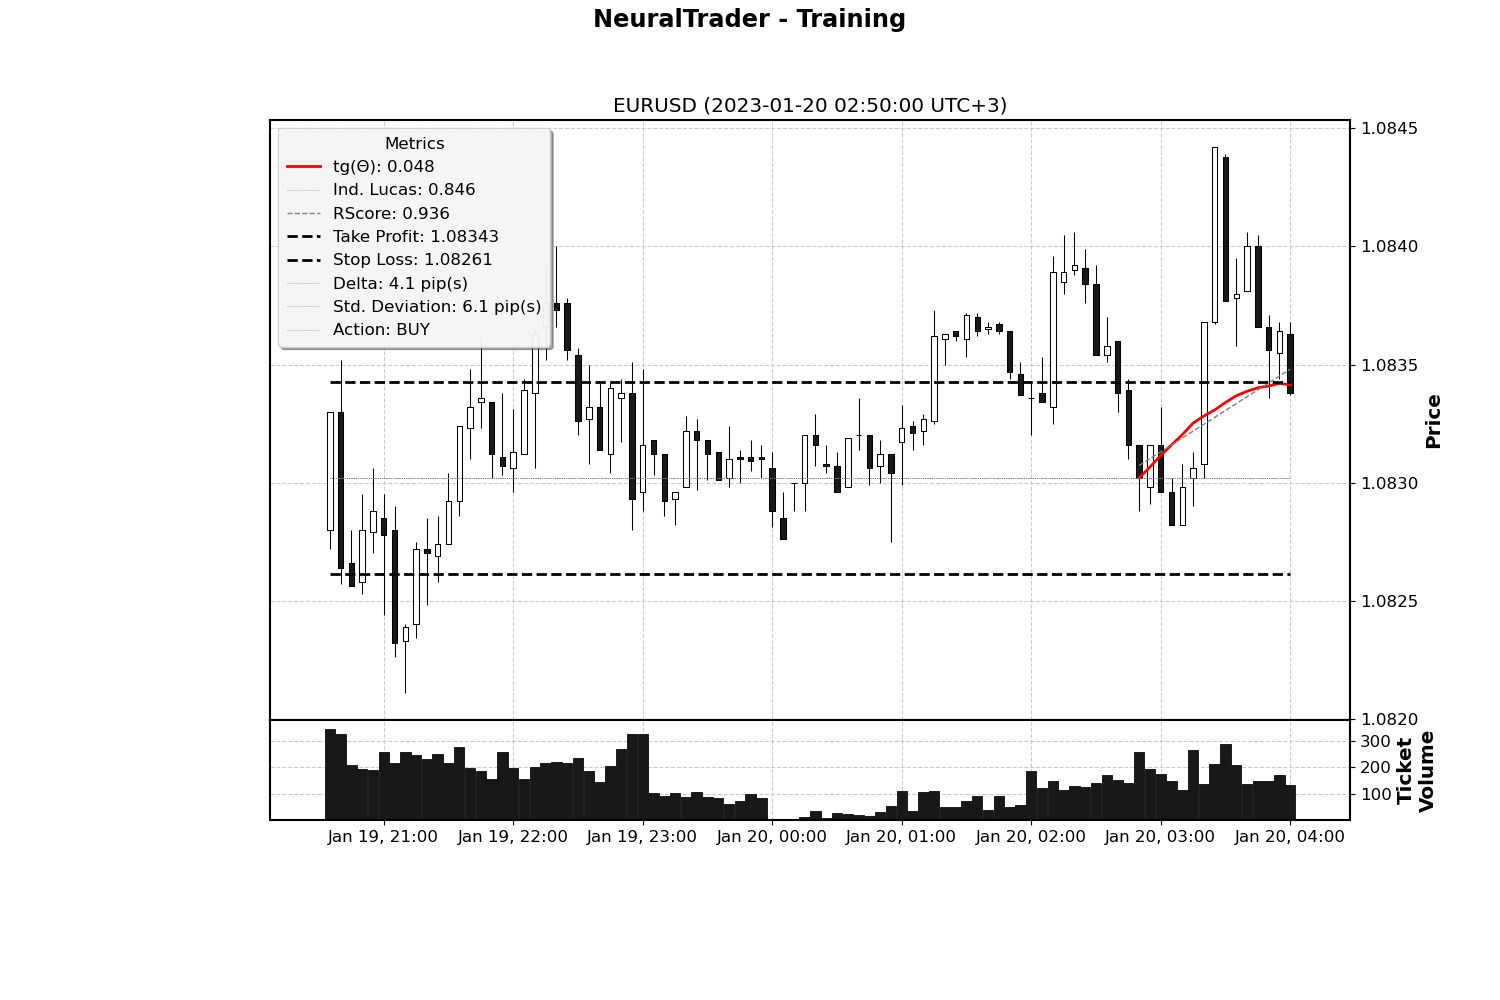 NeuralTrader - Training
EURUSD (2023-01-20 02:50:00 UTC+3)
Metrics
tg(Θ): 0.048
Ind. Lucas: 0.846
RScore: 0.936
Take Profit: 1.08343
Stop Loss: 1.08261
Delta: 4.1 pip(s)
Std. Deviation: 6.1 pip(s)
Action: BUY
1.0845
1.0840
1.0835
1.0830
1.0825
1.0820
Price
300
200
100
Ticket
Volume
Jan 19, 21:00
Jan 19, 22:00
Jan 19, 23:00
Jan 20, 00:00
Jan 20, 01:00
Jan 20, 02:00
Jan 20, 03:00
Jan 20, 04:00